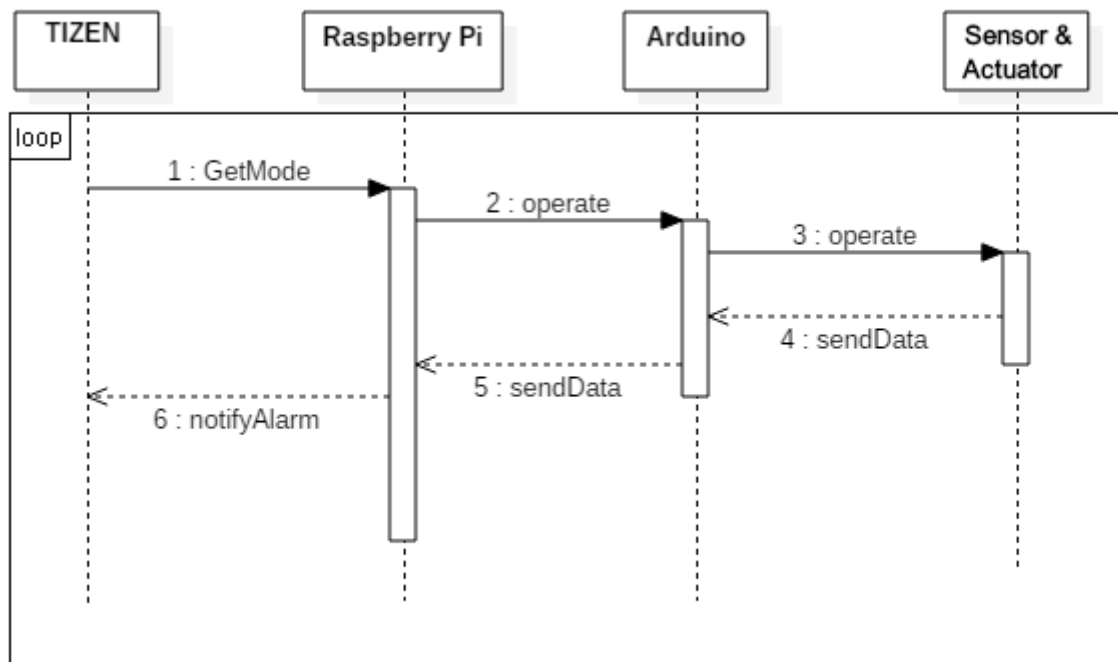 TIZEN
Raspberry Pi
Arduino
Sensor &
Actuator
loop
1 : GetMode
2 : operate
3 : operate
4 : sendData
5 : sendData
6 : notifyAlarm